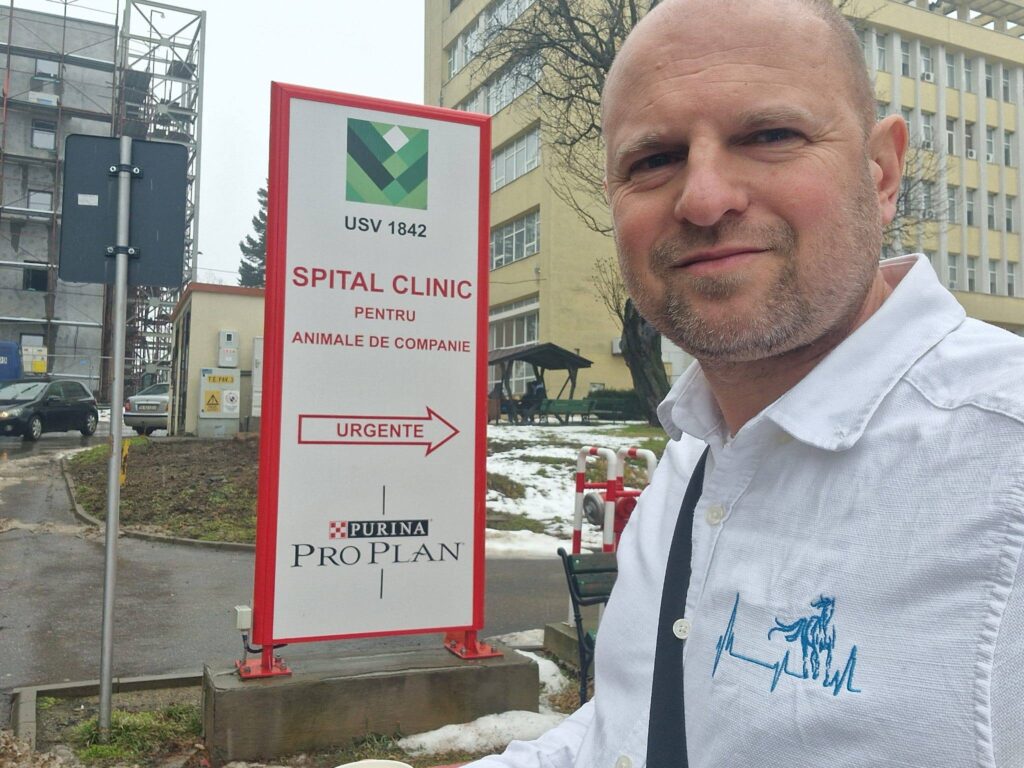 USV 1842
SPITAL CLINIC
PENTRU
ANIMALE DE COMPANIE
URGENTE
PURINA
PRO PLAN